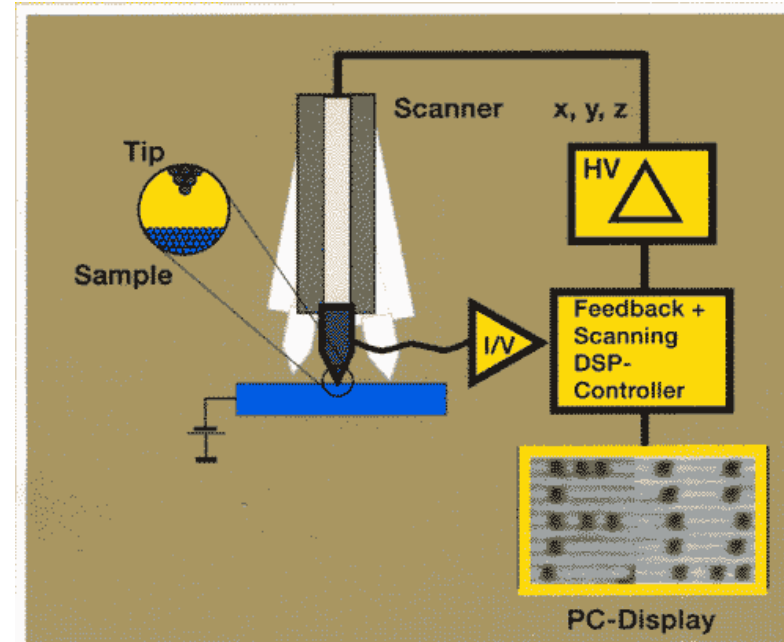 Scanner
x, y, z
Tip
HV
Sample
I/V
Feedback +
Scanning
DSP-
Controller
PC-Display